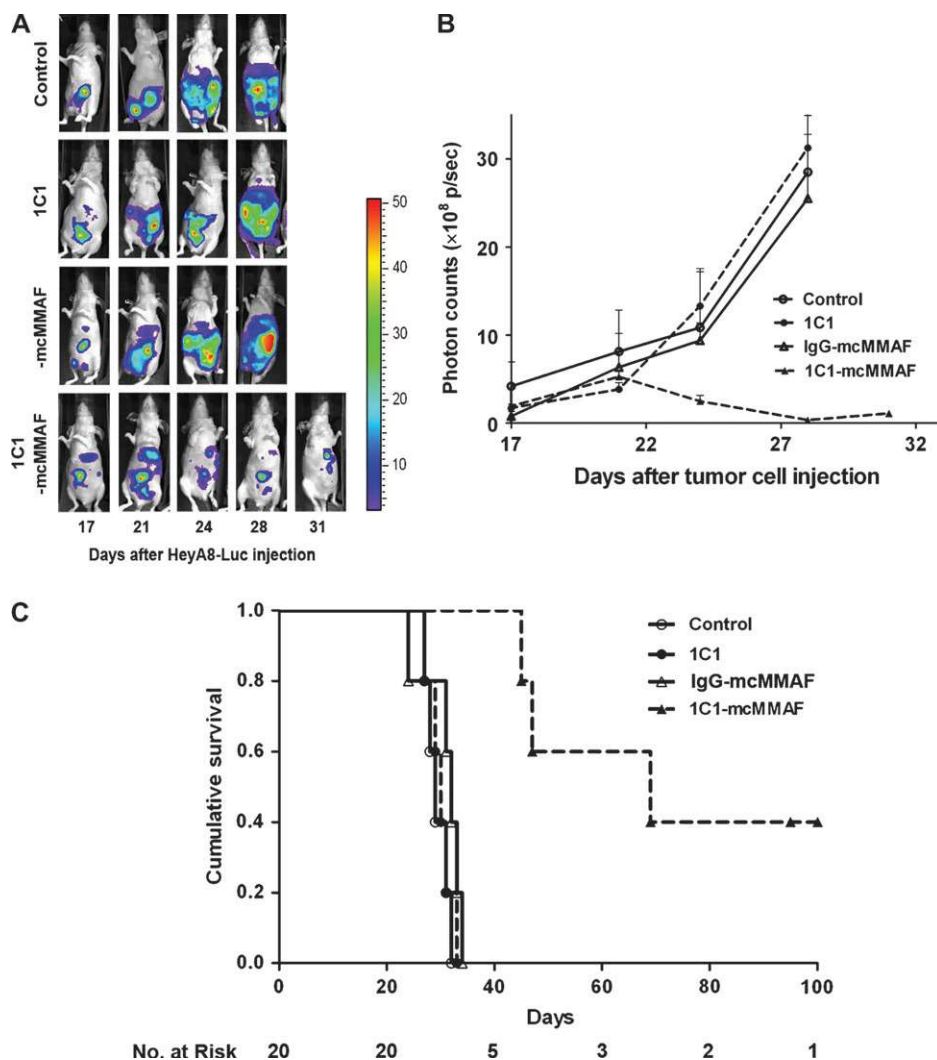 A
Control
1C1
-mcMMAF
1C1
-mcMMAF
17 21 24 28 31
Days after HeyA8-Luc injection
50
40
30
20
10
B
Photon counts (×10⁸ p/sec)
30
20
10
0
17 22 27 32
Days after tumor cell injection
Control
1C1
IgG-mcMMAF
1C1-mcMMAF
C
Cumulative survival
1.0
0.8
0.6
0.4
0.2
0.0
0 20 40 60 80 100
Days
Control
1C1
IgG-mcMMAF
1C1-mcMMAF
No. at Risk 20 20 5 3 2 1